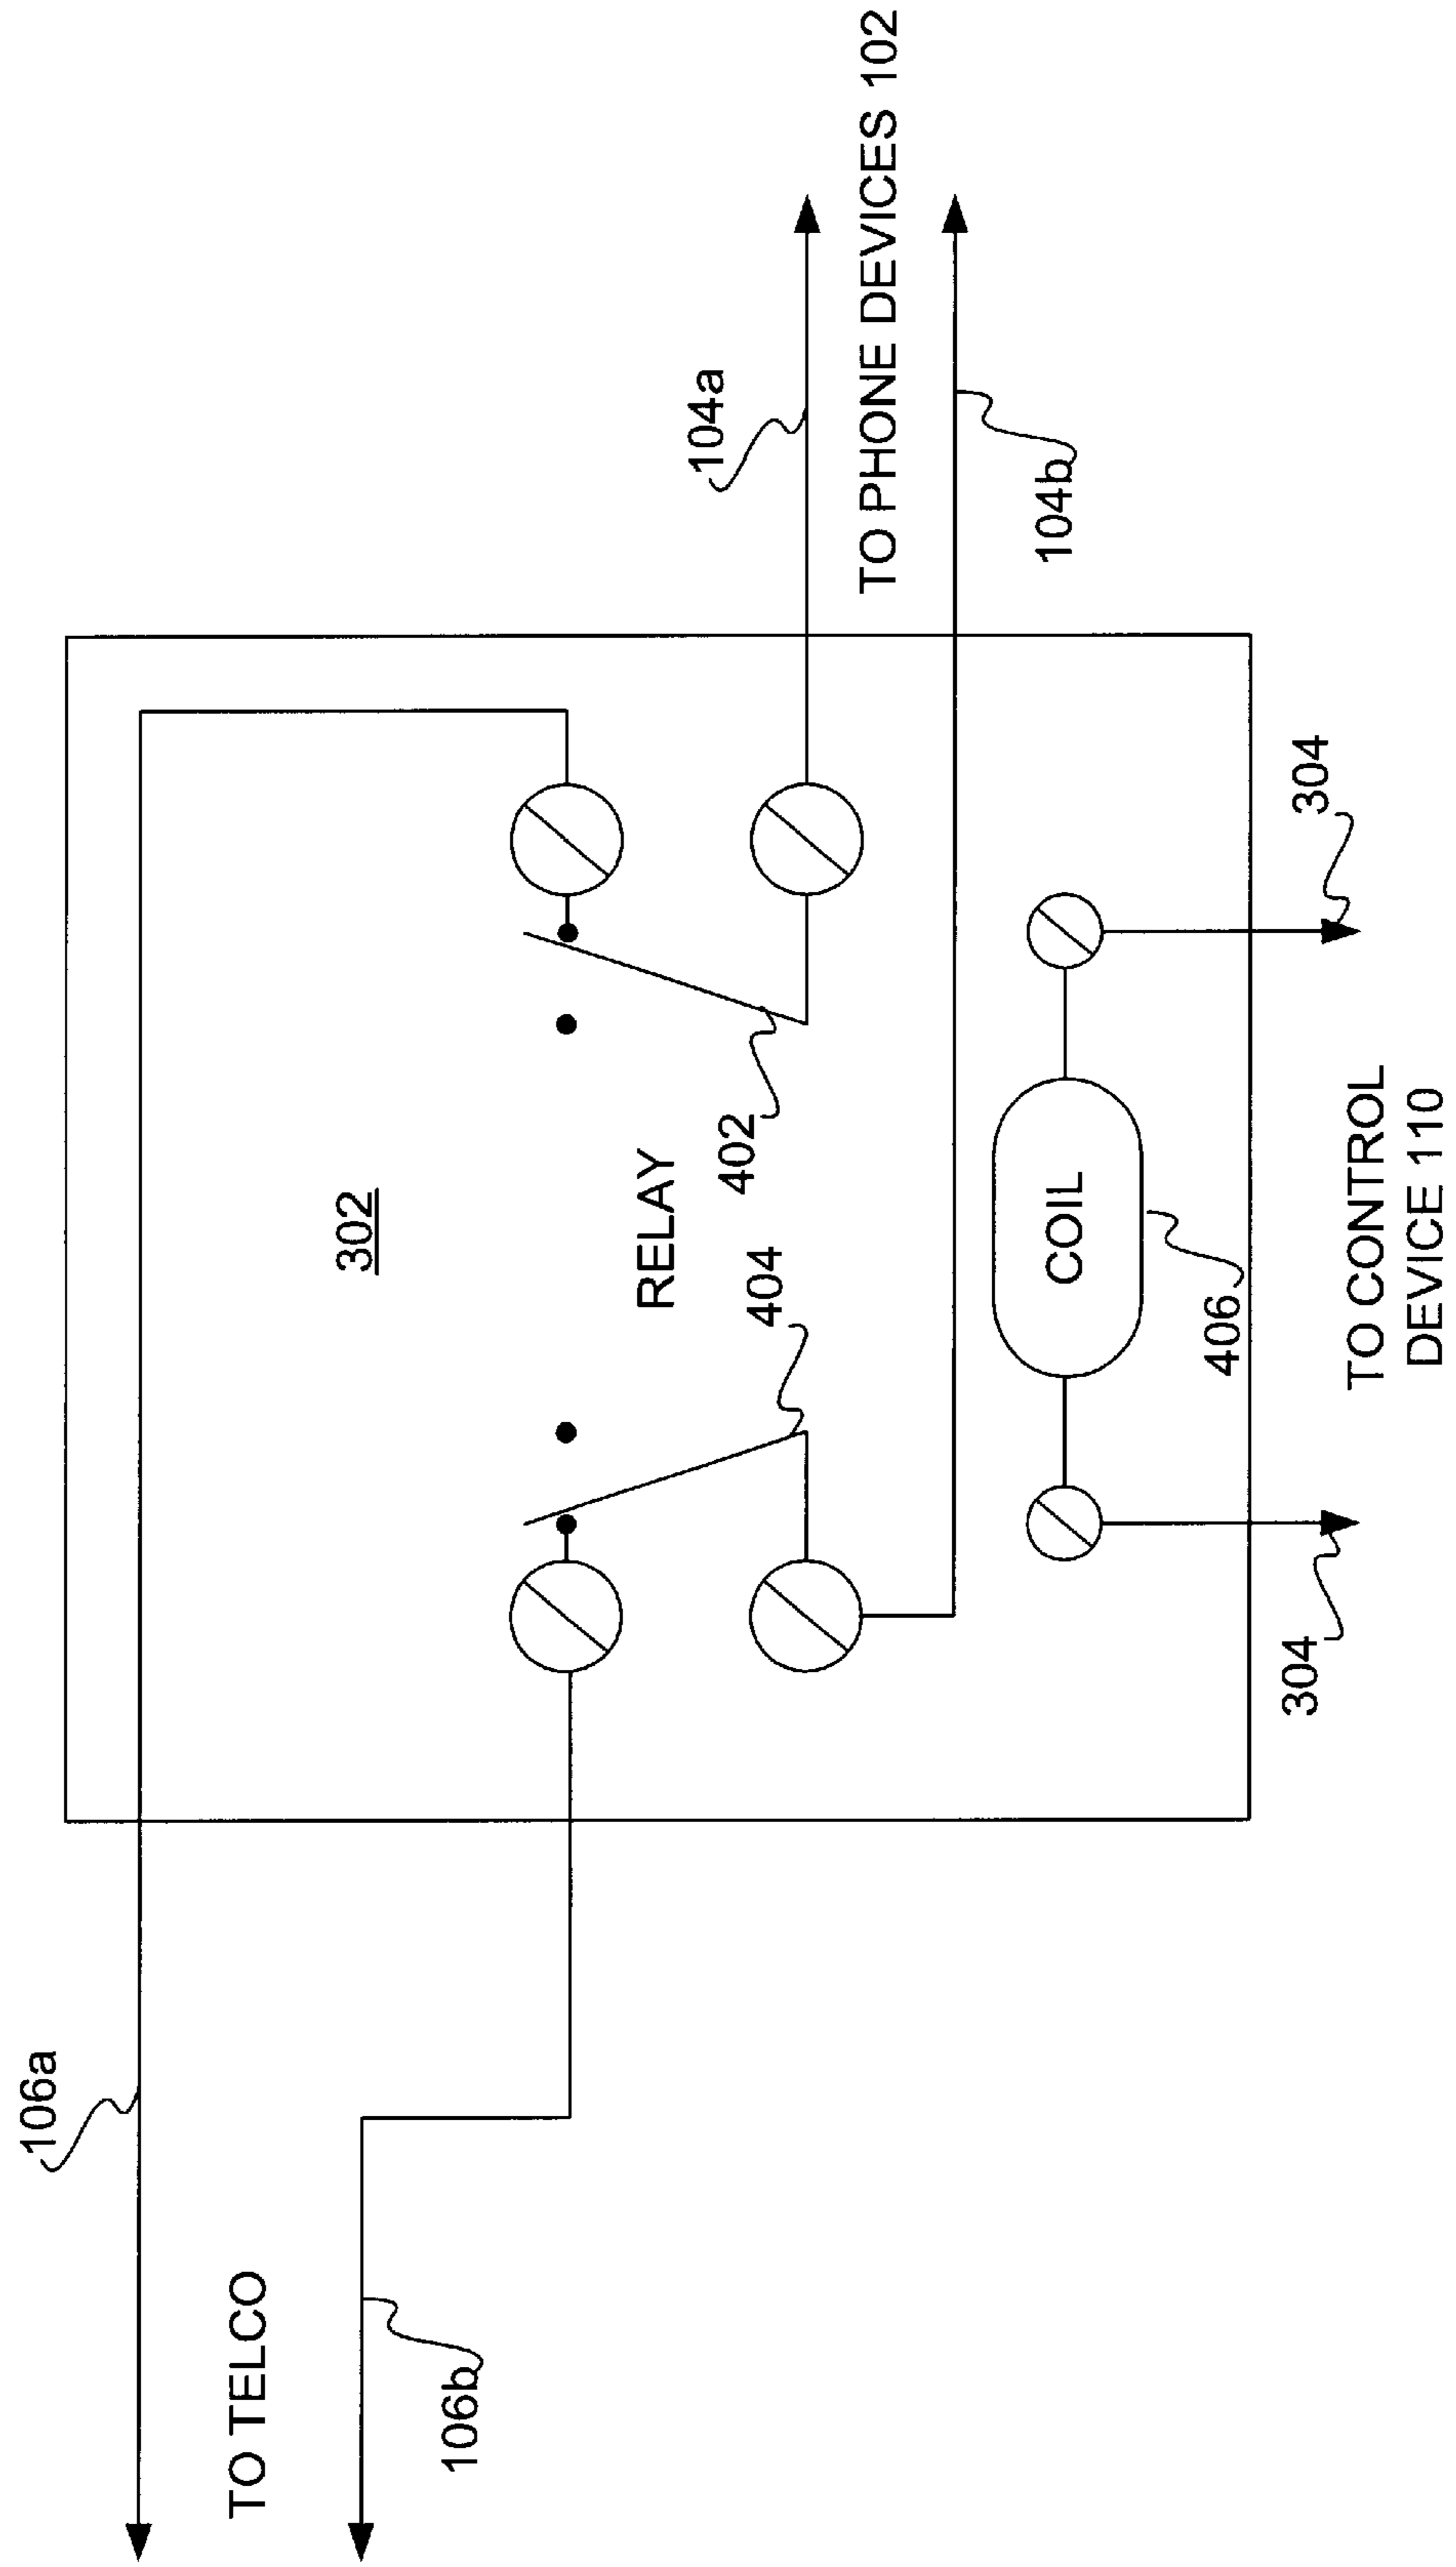 106a
TO TELCO
106b
302
RELAY
404
402
104a
TO PHONE DEVICES 102
104b
COIL
406
304
304
TO CONTROL
DEVICE 110